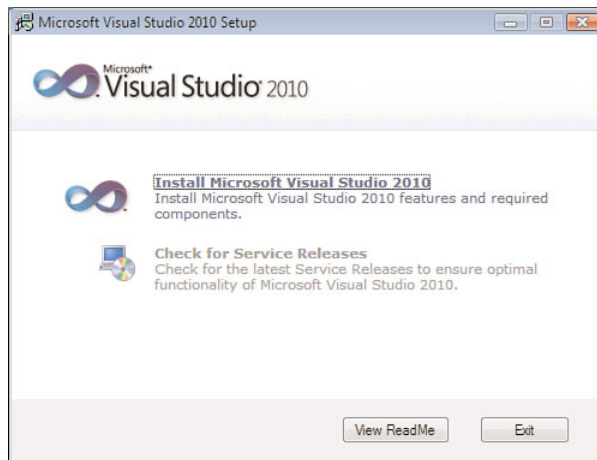 Microsoft Visual Studio 2010 Setup
Microsoft®
Visual Studio® 2010
Install Microsoft Visual Studio 2010
Install Microsoft Visual Studio 2010 features and required
components.
Check for Service Releases
Check for the latest Service Releases to ensure optimal
functionality of Microsoft Visual Studio 2010.
View ReadMe Exit